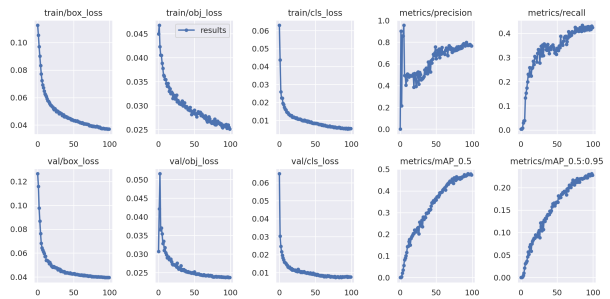 train/box_loss
train/obj_loss
train/cls_loss
metrics/precision
metrics/recall
0.10
0.08
0.06
0.04
0 50 100
0.045
0.040
0.035
0.030
0.025
0 50 100
results
0.06
0.05
0.04
0.03
0.02
0.01
0 50 100
1.0
0.8
0.6
0.4
0.2
0.0
0 50 100
0.4
0.3
0.2
0.1
0.0
0 50 100
val/box_loss
val/obj_loss
val/cls_loss
metrics/mAP_0.5
metrics/mAP_0.5:0.95
0.12
0.10
0.08
0.06
0.04
0 50 100
0.050
0.045
0.040
0.035
0.030
0.025
0 50 100
0.06
0.05
0.04
0.03
0.02
0.01
0 50 100
0.5
0.4
0.3
0.2
0.1
0.0
0 50 100
0.20
0.15
0.10
0.05
0.00
0 50 100